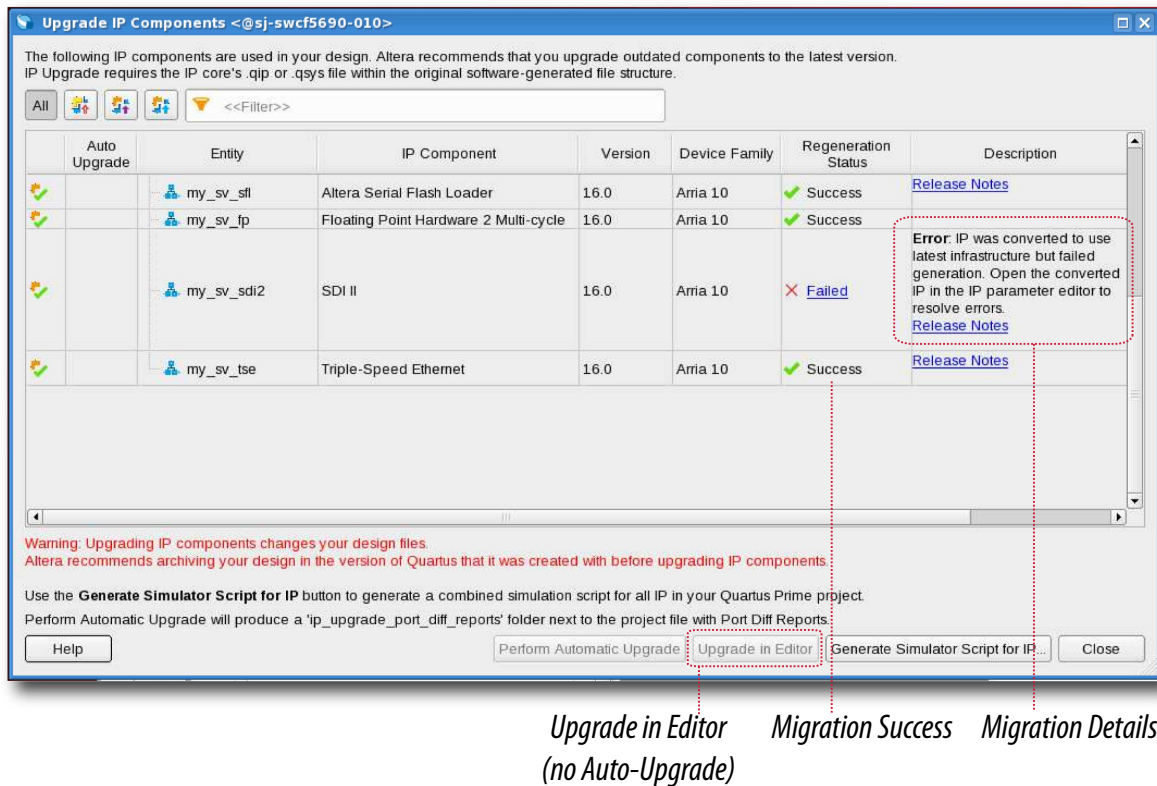 Upgrade IP Components <@sj-swcf5690-010>
The following IP components are used in your design. Altera recommends that you upgrade outdated components to the latest version.
IP Upgrade requires the IP core's .qip or .qsys file within the original software-generated file structure.
All
<<Filter>>
Auto Upgrade Entity IP Component Version Device Family Regeneration Status Description
my_sv_sfl Altera Serial Flash Loader 16.0 Arria 10 Success Release Notes
my_sv_fp Floating Point Hardware 2 Multi-cycle 16.0 Arria 10 Success
my_sv_sdi2 SDI II 16.0 Arria 10 Failed
Error: IP was converted to use
latest infrastructure but failed
generation. Open the converted
IP in the IP parameter editor to
resolve errors.
Release Notes
my_sv_tse Triple-Speed Ethernet 16.0 Arria 10 Success Release Notes
Warning: Upgrading IP components changes your design files.
Altera recommends archiving your design in the version of Quartus that it was created with before upgrading IP components.
Use the Generate Simulator Script for IP button to generate a combined simulation script for all IP in your Quartus Prime project.
Perform Automatic Upgrade will produce a 'ip_upgrade_port_diff_reports' folder next to the project file with Port Diff Reports.
Help Perform Automatic Upgrade Upgrade in Editor Generate Simulator Script for IP... Close
Upgrade in Editor Migration Success Migration Details
(no Auto-Upgrade)